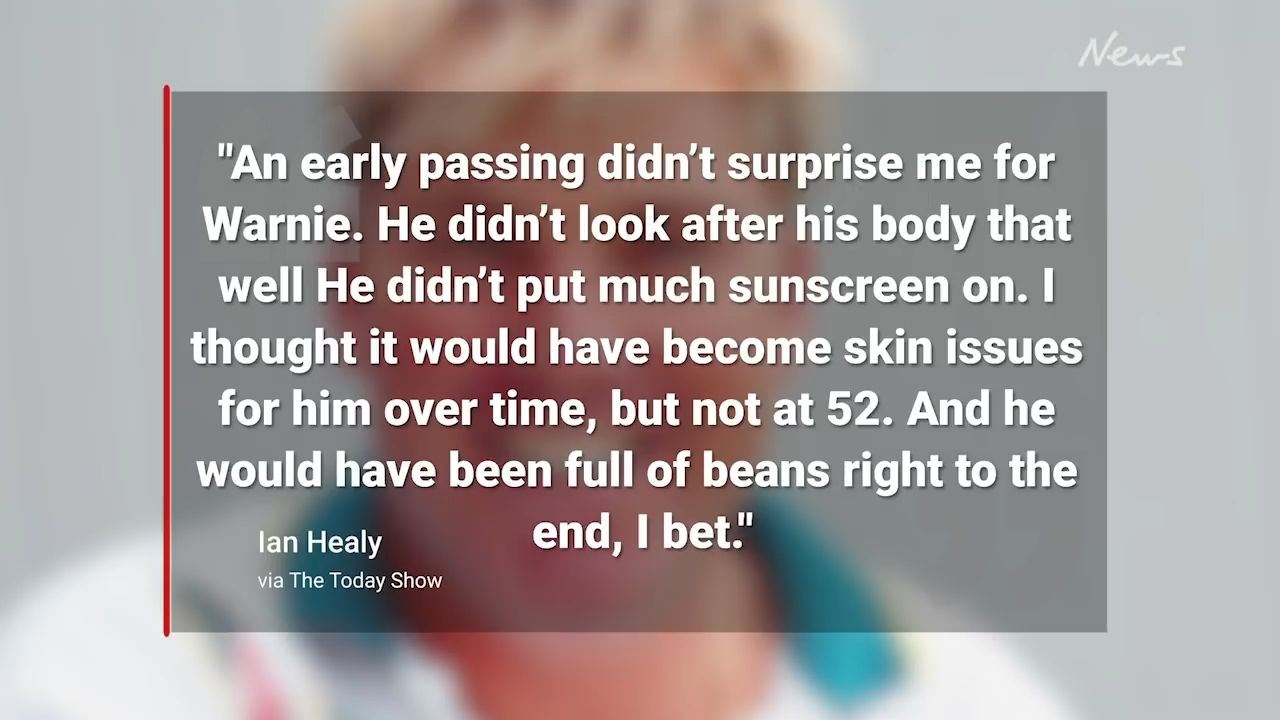 News
"An early passing didn’t surprise me for
Warnie. He didn’t look after his body that
well He didn’t put much sunscreen on. I
thought it would have become skin issues
for him over time, but not at 52. And he
would have been full of beans right to the
end, I bet."
Ian Healy
via The Today Show